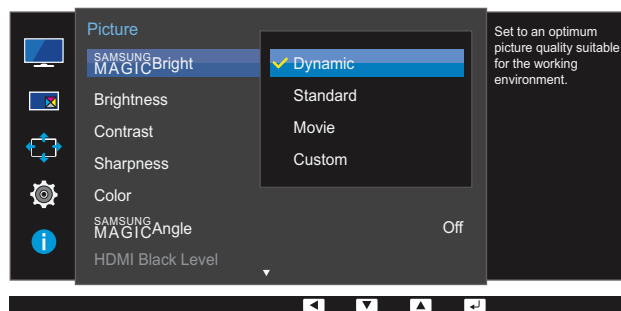 Picture
SAMSUNG
MAGICBright
Brightness
Contrast
Sharpness
Color
SAMSUNG
MAGICAngle
Off
HDMI Black Level
Dynamic
Standard
Movie
Custom
Set to an optimum
picture quality suitable
for the working
environment.